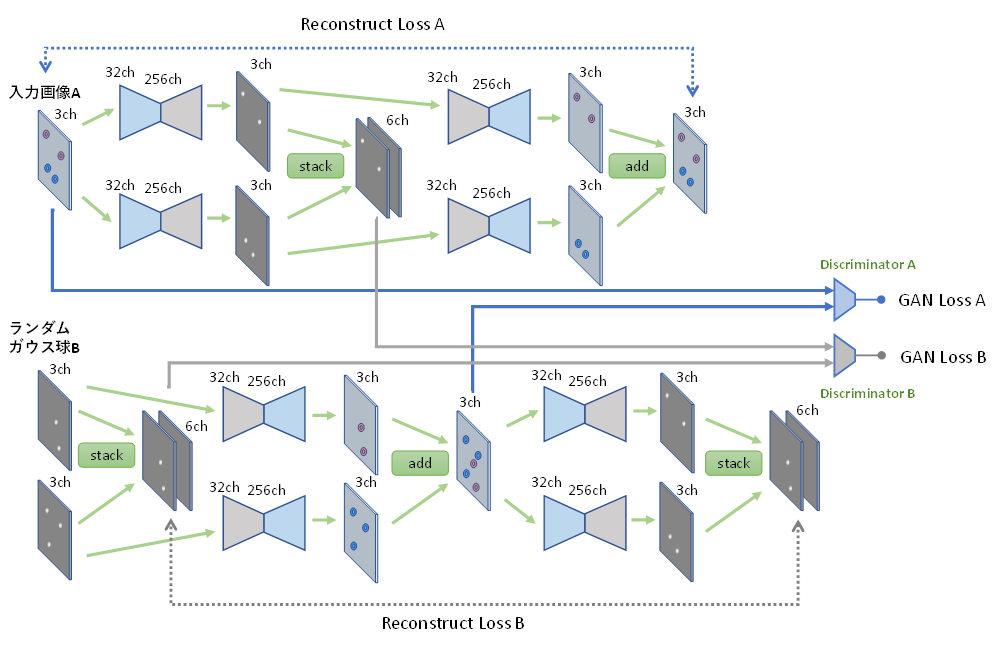 Reconstruct Loss A
入力画像A
3ch
32ch
256ch
3ch
32ch
256ch
3ch
3ch
6ch
stack
add
32ch
256ch
3ch
32ch
256ch
3ch
Discriminator A
GAN Loss A
GAN Loss B
Discriminator B
ランダム
ガウス球B
3ch
32ch
256ch
3ch
3ch
32ch
256ch
3ch
6ch
6ch
stack
add
stack
3ch
32ch
256ch
3ch
32ch
256ch
3ch
Reconstruct Loss B